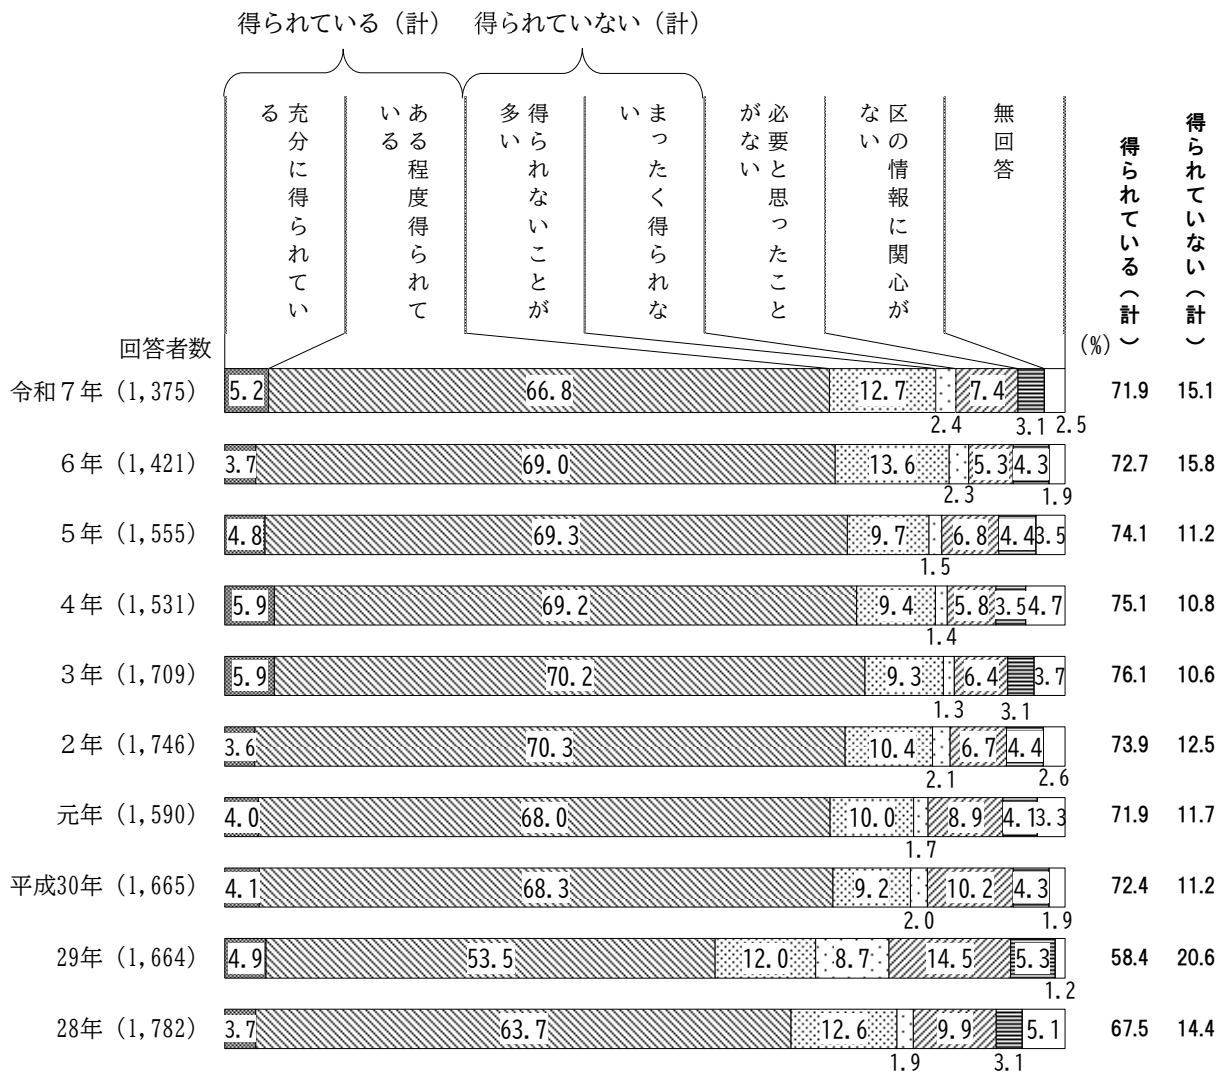 得られている（計）　得られていない（計）
充分に得られてい
る
ある程度得られて
いる
得られないことが
多い
まったく得られな
い
必要と思ったこと
がない
区の情報に関心が
ない
無回答
得られている（計）
得られていない（計）
回答者数 (%)
令和７年 (1,375) 5.2 66.8 12.7 2.4 7.4 3.1 2.5 71.9 15.1
６年 (1,421) 3.7 69.0 13.6 2.3 5.3 4.3 1.9 72.7 15.8
５年 (1,555) 4.8 69.3 9.7 1.5 6.8 4.4 3.5 74.1 11.2
４年 (1,531) 5.9 69.2 9.4 1.4 5.8 3.5 4.7 75.1 10.8
３年 (1,709) 5.9 70.2 9.3 1.3 6.4 3.1 3.7 76.1 10.6
２年 (1,746) 3.6 70.3 10.4 2.1 6.7 4.4 2.6 73.9 12.5
元年 (1,590) 4.0 68.0 10.0 1.7 8.9 4.1 3.3 71.9 11.7
平成30年 (1,665) 4.1 68.3 9.2 2.0 10.2 4.3 1.9 72.4 11.2
29年 (1,664) 4.9 53.5 12.0 8.7 14.5 5.3 1.2 58.4 20.6
28年 (1,782) 3.7 63.7 12.6 1.9 9.9 3.1 5.1 67.5 14.4